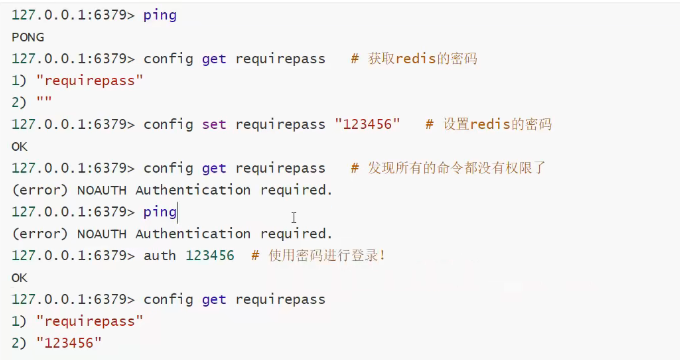 127.0.0.1:6379> ping
PONG
127.0.0.1:6379> config get requirepass   # 获取redis的密码
1) "requirepass"
2) ""
127.0.0.1:6379> config set requirepass "123456"   # 设置redis的密码
OK
127.0.0.1:6379> config get requirepass   # 发现所有的命令都没有权限了
(error) NOAUTH Authentication required.
127.0.0.1:6379> ping
(error) NOAUTH Authentication required.
127.0.0.1:6379> auth 123456  # 使用密码进行登录！
OK
127.0.0.1:6379> config get requirepass
1) "requirepass"
2) "123456"